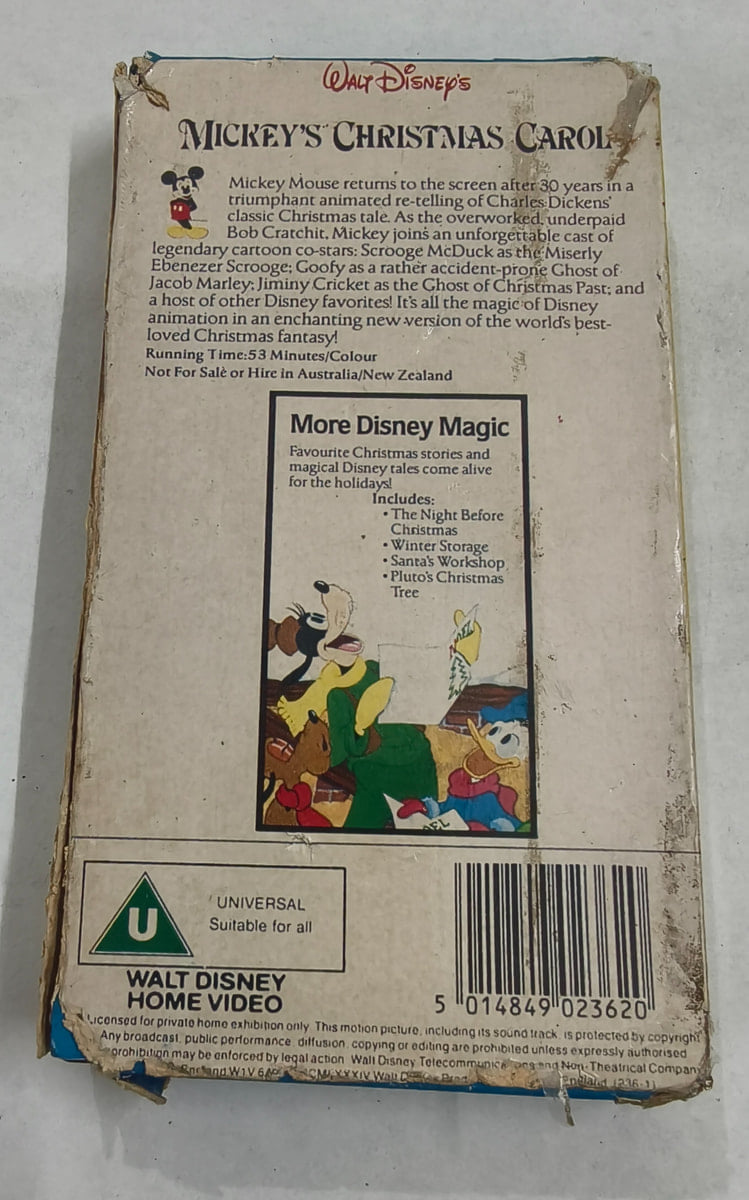 WALT DISNEY'S
MICKEY'S CHRISTMAS CAROL
Mickey Mouse returns to the screen after 30 years in a
triumphant animated re-telling of Charles Dickens'
classic Christmas tale. As the overworked, underpaid
Bob Cratchit, Mickey joins an unforgettable cast of
legendary cartoon co-stars: Scrooge McDuck as the Miserly
Ebenezer Scrooge; Goofy as a rather accident-prone Ghost of
Jacob Marley; Jiminy Cricket as the Ghost of Christmas Past; and
a host of other Disney favorites! It's all the magic of Disney
animation in an enchanting new version of the world's best-
loved Christmas fantasy!
Running Time:53 Minutes/Colour
Not For Sale or Hire in Australia/New Zealand
More Disney Magic
Favourite Christmas stories and
magical Disney tales come alive
for the holidays!
Includes:
• The Night Before
Christmas
• Winter Storage
• Santa's Workshop
• Pluto's Christmas
Tree
U
UNIVERSAL
Suitable for all
WALT DISNEY
HOME VIDEO
5 014849 023620
Licensed for private home exhibition only This motion picture, including its sound track is protected by copyright
Any broadcast, public performance diffusion copying or editing are prohibited unless expressly authorised
prohibition may be enforced by legal action Walt Disney Telecommunications and Non-Theatrical Company
England W1V Walt England (236-1)